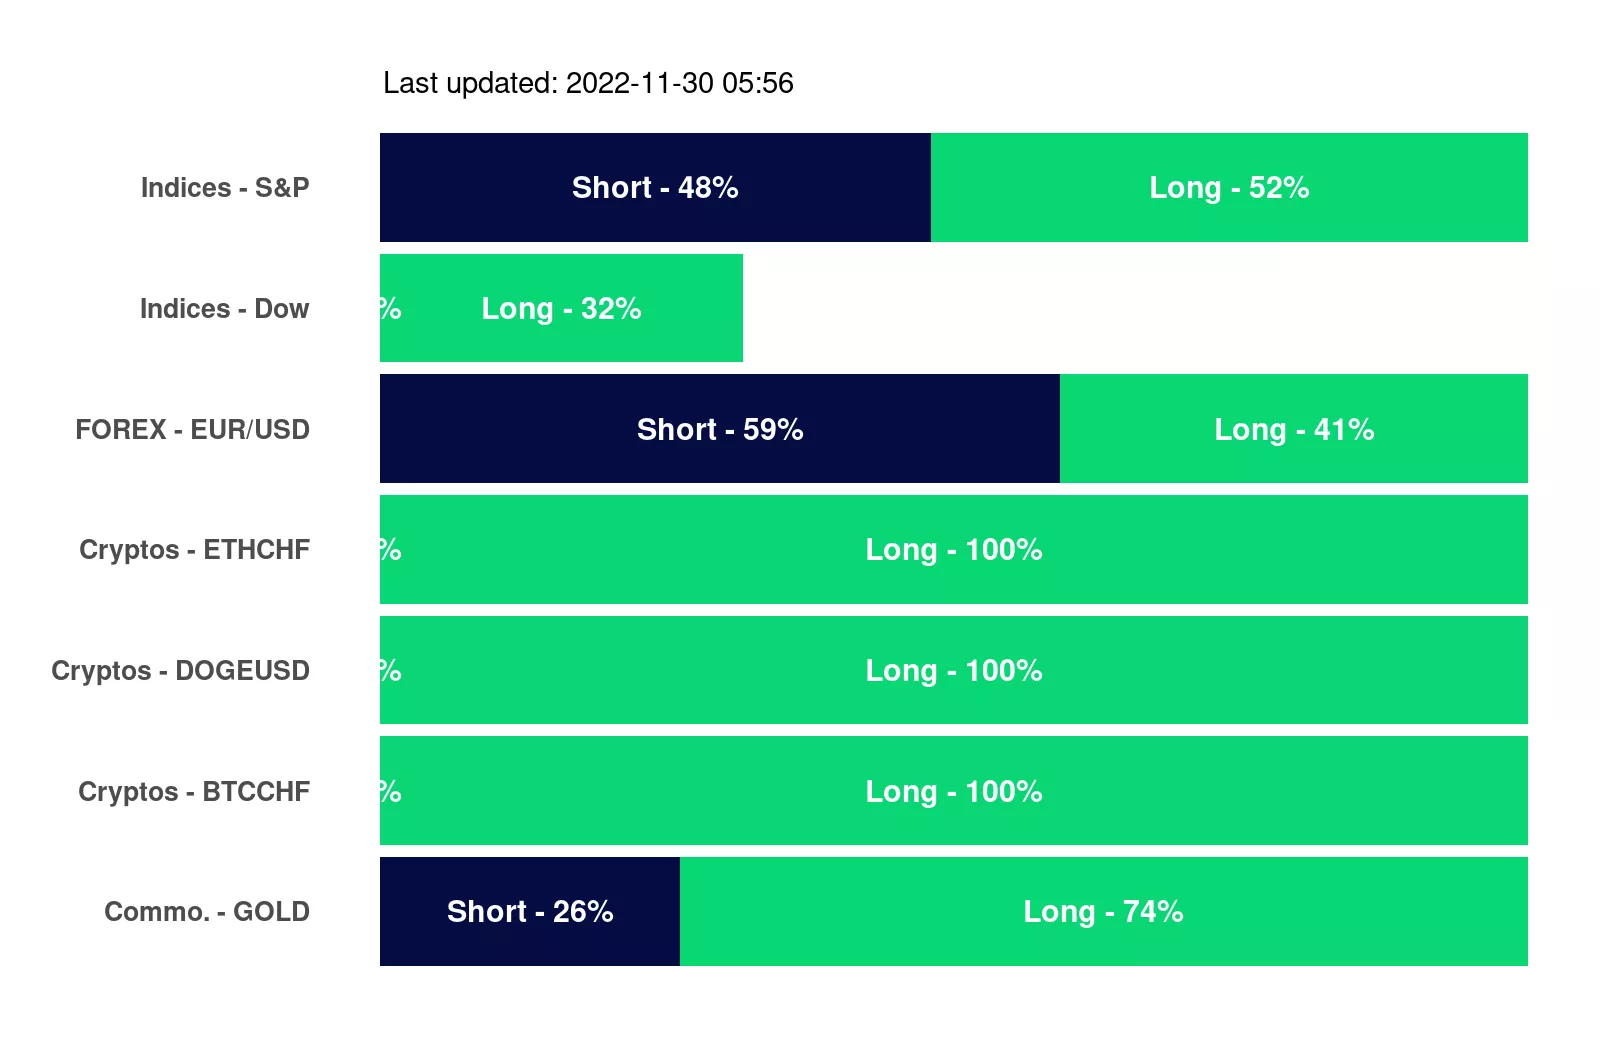 Last updated: 2022-11-30 05:56
Indices - S&P Short - 48% Long - 52%
Indices - Dow % Long - 32%
FOREX - EUR/USD Short - 59% Long - 41%
Cryptos - ETHCHF % Long - 100%
Cryptos - DOGEUSD % Long - 100%
Cryptos - BTCCHF % Long - 100%
Commo. - GOLD Short - 26% Long - 74%